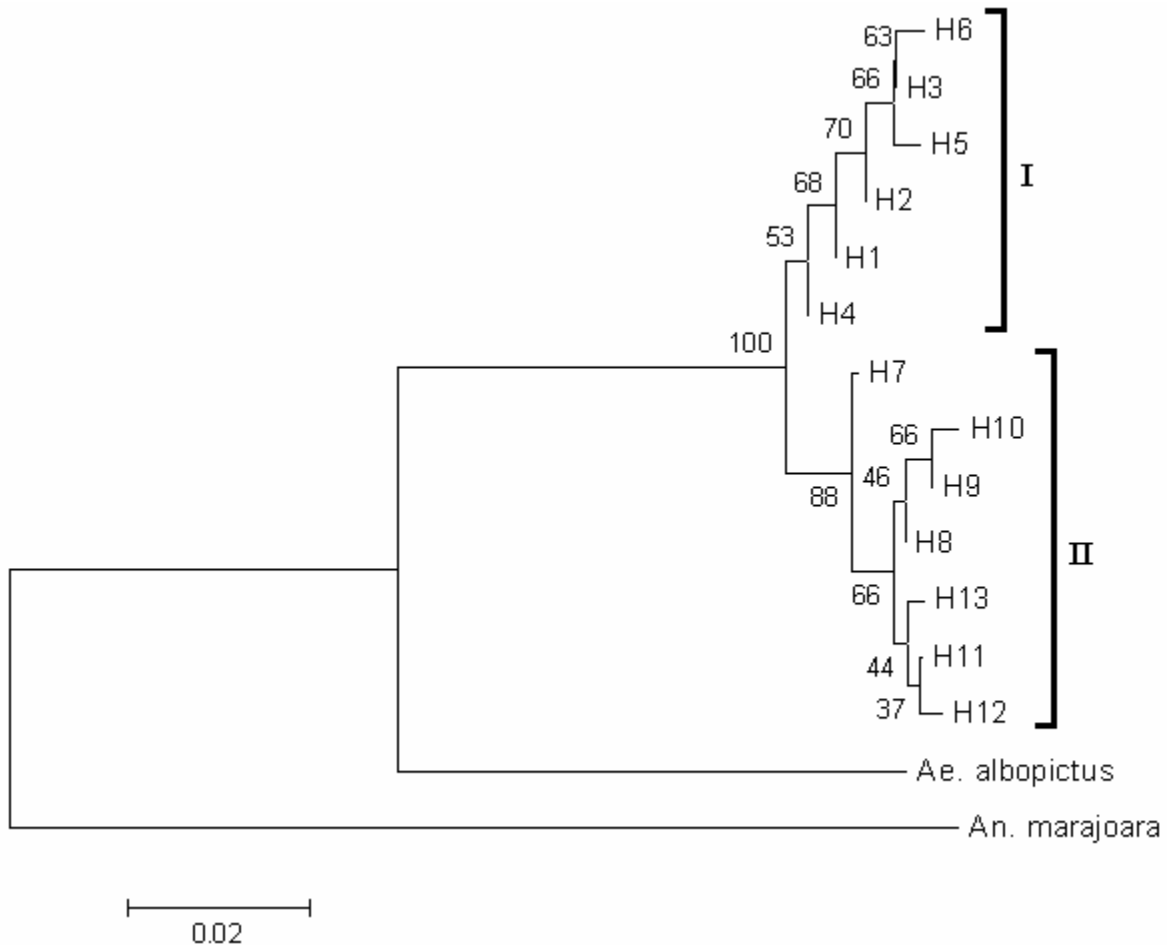 63
H6
66
H3
70
H5
I
68
H2
53
H1
H4
100
H7
66
H10
46
H9
88
H8
II
66
H13
44
H11
37
H12
Ae. albopictus
An. marajoara
0.02